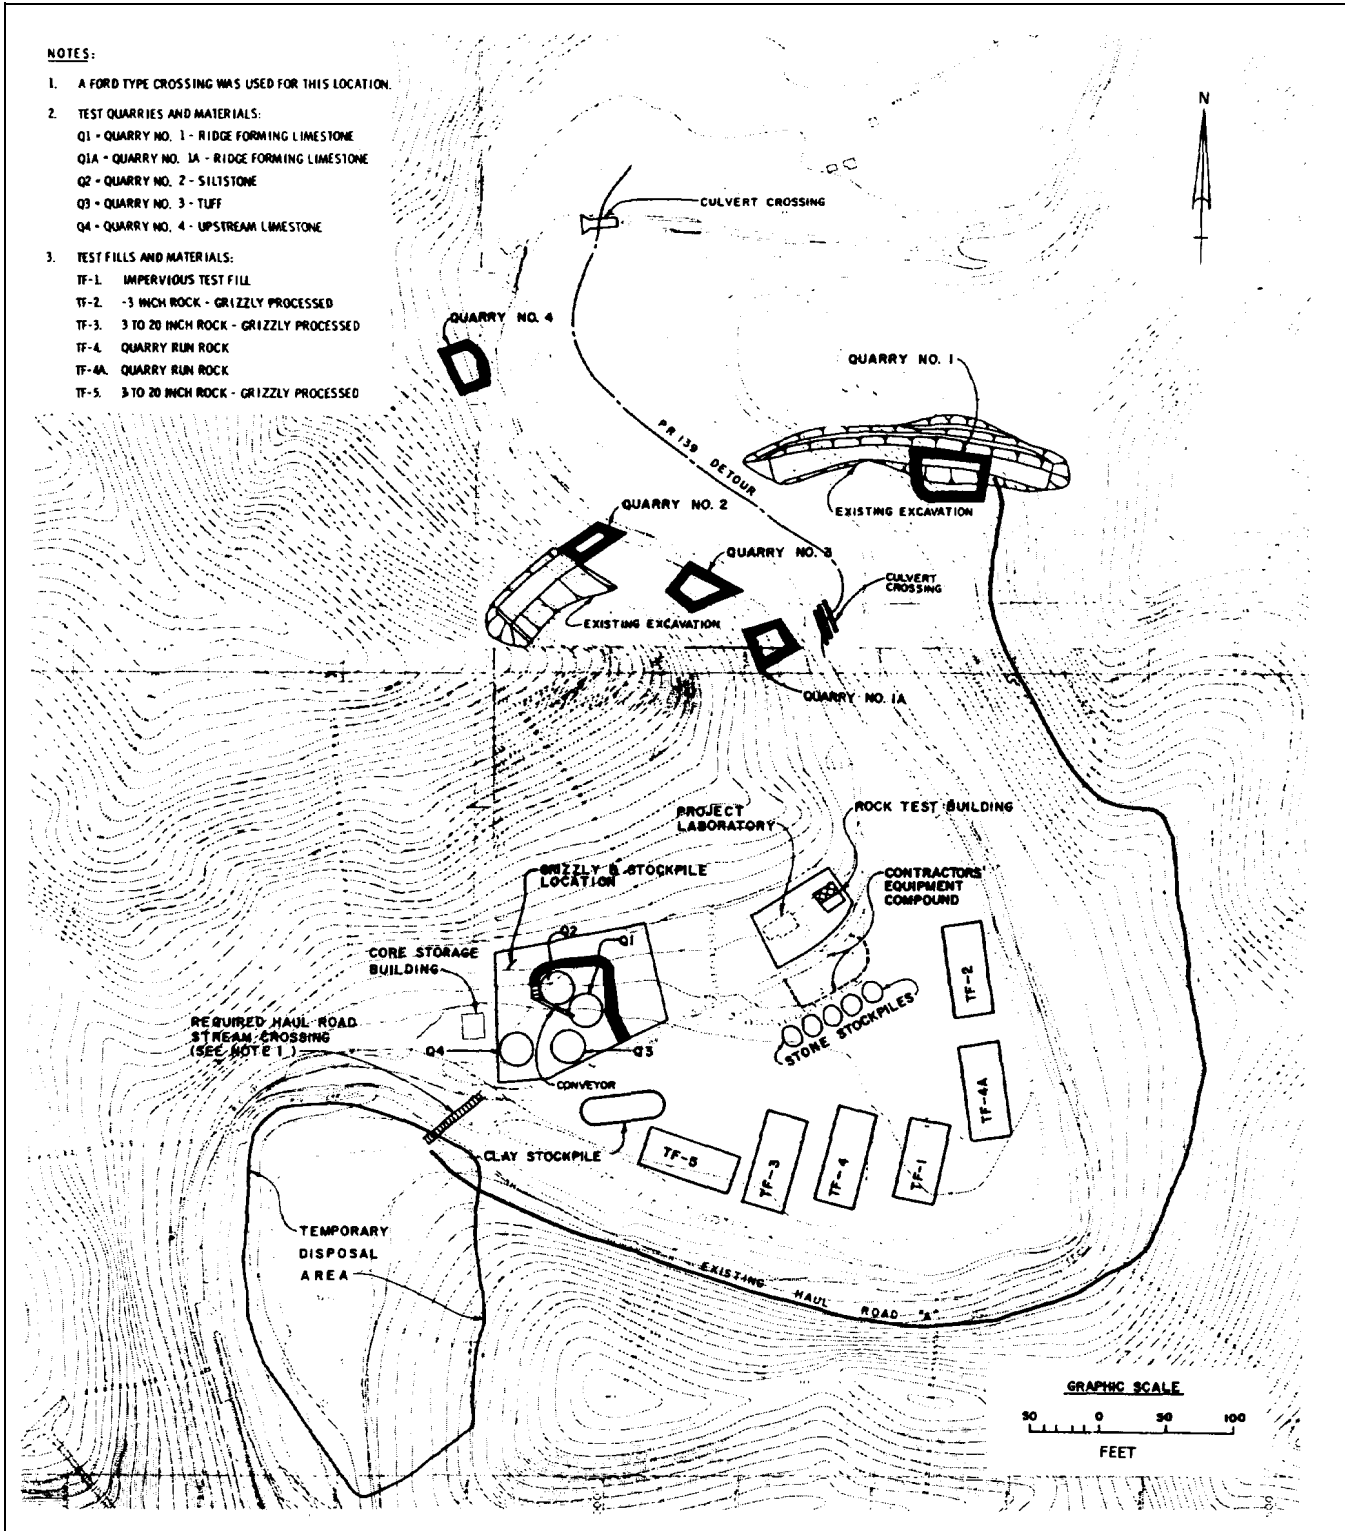 NOTES:
1. A FORD TYPE CROSSING WAS USED FOR THIS LOCATION.
2. TEST QUARRIES AND MATERIALS:
Q1 - QUARRY NO. 1 - RIDGE FORMING LIMESTONE
Q1A - QUARRY NO. 1A - RIDGE FORMING LIMESTONE
Q2 - QUARRY NO. 2 - SILTSTONE
Q3 - QUARRY NO. 3 - TUFF
Q4 - QUARRY NO. 4 - UPSTREAM LIMESTONE
3. TEST FILLS AND MATERIALS:
TF-1. IMPERVIOUS TEST FILL
TF-2. -3 INCH ROCK - GRIZZLY PROCESSED
TF-3. 3 TO 20 INCH ROCK - GRIZZLY PROCESSED
TF-4. QUARRY RUN ROCK
TF-4A. QUARRY RUN ROCK
TF-5. 3 TO 20 INCH ROCK - GRIZZLY PROCESSED
N
CULVERT CROSSING
QUARRY NO. 4
QUARRY NO. 1
PR 139 DETOUR
EXISTING EXCAVATION
QUARRY NO. 2
QUARRY NO. 3
CULVERT
CROSSING
EXISTING EXCAVATION
QUARRY NO. 1A
PROJECT
LABORATORY
ROCK TEST BUILDING
GRIZZLY & STOCKPILE
LOCATION
CONTRACTORS'
EQUIPMENT
COMPOUND
Q2
Q1
CORE STORAGE
BUILDING
TF-2
STONE STOCKPILES
REQUIRED HAUL ROAD
STREAM CROSSING
(SEE NOTE 1)
Q4
Q3
CONVEYOR
TF-4A
CLAY STOCKPILE
TF-5
TF-3
TF-4
TF-1
TEMPORARY
DISPOSAL
AREA
EXISTING HAUL ROAD "A"
GRAPHIC SCALE
50 0 50 100
FEET